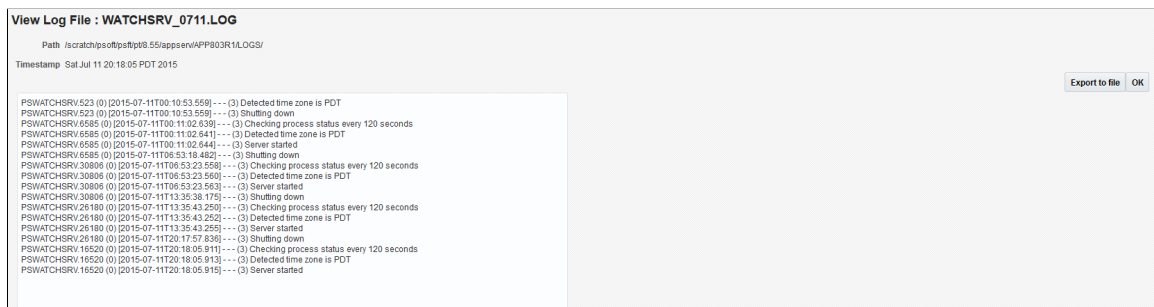 View Log File : WATCHSRV_0711.LOG
Path /scratch/psoft/psft/pt/8.55/appserv/APP803R1/LOGS/
Timestamp Sat Jul 11 20:18:05 PDT 2015
Export to file OK
PSWATCHSRV.523 (0) [2015-07-11T00:10:53.559] - - - (3) Detected time zone is PDT
PSWATCHSRV.523 (0) [2015-07-11T00:10:53.559] - - - (3) Shutting down
PSWATCHSRV.6585 (0) [2015-07-11T00:11:02.639] - - - (3) Checking process status every 120 seconds
PSWATCHSRV.6585 (0) [2015-07-11T00:11:02.641] - - - (3) Detected time zone is PDT
PSWATCHSRV.6585 (0) [2015-07-11T00:11:02.644] - - - (3) Server started
PSWATCHSRV.6585 (0) [2015-07-11T06:53:18.482] - - - (3) Shutting down
PSWATCHSRV.30806 (0) [2015-07-11T06:53:23.558] - - - (3) Checking process status every 120 seconds
PSWATCHSRV.30806 (0) [2015-07-11T06:53:23.560] - - - (3) Detected time zone is PDT
PSWATCHSRV.30806 (0) [2015-07-11T06:53:23.563] - - - (3) Server started
PSWATCHSRV.30806 (0) [2015-07-11T13:35:38.175] - - - (3) Shutting down
PSWATCHSRV.26180 (0) [2015-07-11T13:35:43.250] - - - (3) Checking process status every 120 seconds
PSWATCHSRV.26180 (0) [2015-07-11T13:35:43.252] - - - (3) Detected time zone is PDT
PSWATCHSRV.26180 (0) [2015-07-11T13:35:43.255] - - - (3) Server started
PSWATCHSRV.26180 (0) [2015-07-11T20:17:57.836] - - - (3) Shutting down
PSWATCHSRV.16520 (0) [2015-07-11T20:18:05.911] - - - (3) Checking process status every 120 seconds
PSWATCHSRV.16520 (0) [2015-07-11T20:18:05.913] - - - (3) Detected time zone is PDT
PSWATCHSRV.16520 (0) [2015-07-11T20:18:05.915] - - - (3) Server started